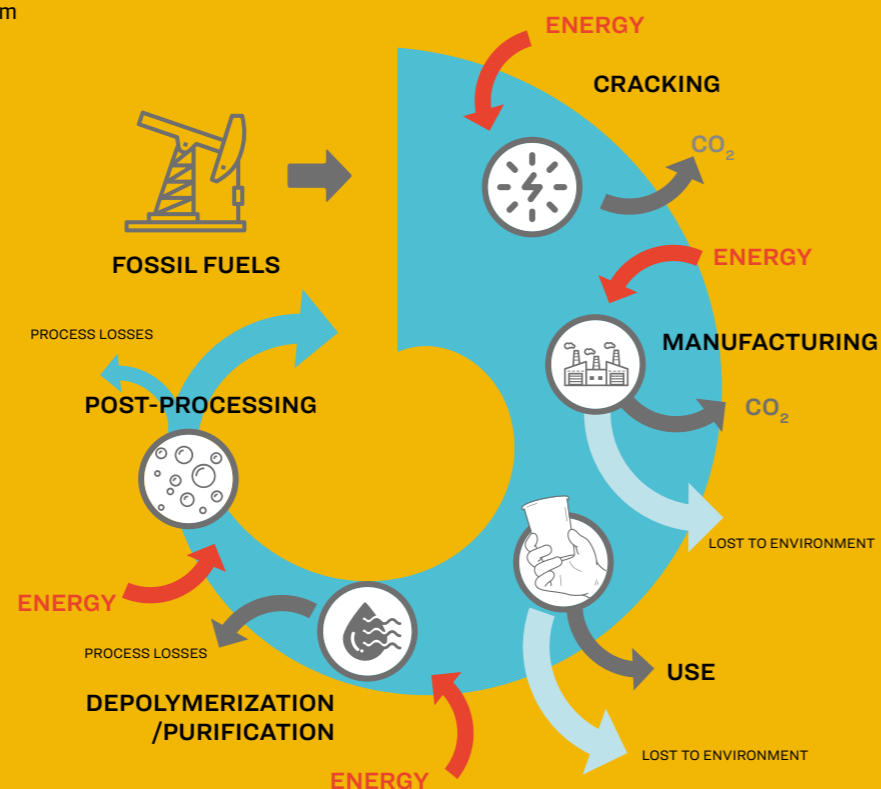 m
ENERGY
CRACKING
CO₂
FOSSIL FUELS
ENERGY
PROCESS LOSSES
MANUFACTURING
POST-PROCESSING
CO₂
LOST TO ENVIRONMENT
ENERGY
PROCESS LOSSES
USE
DEPOLYMERIZATION
/PURIFICATION
LOST TO ENVIRONMENT
ENERGY